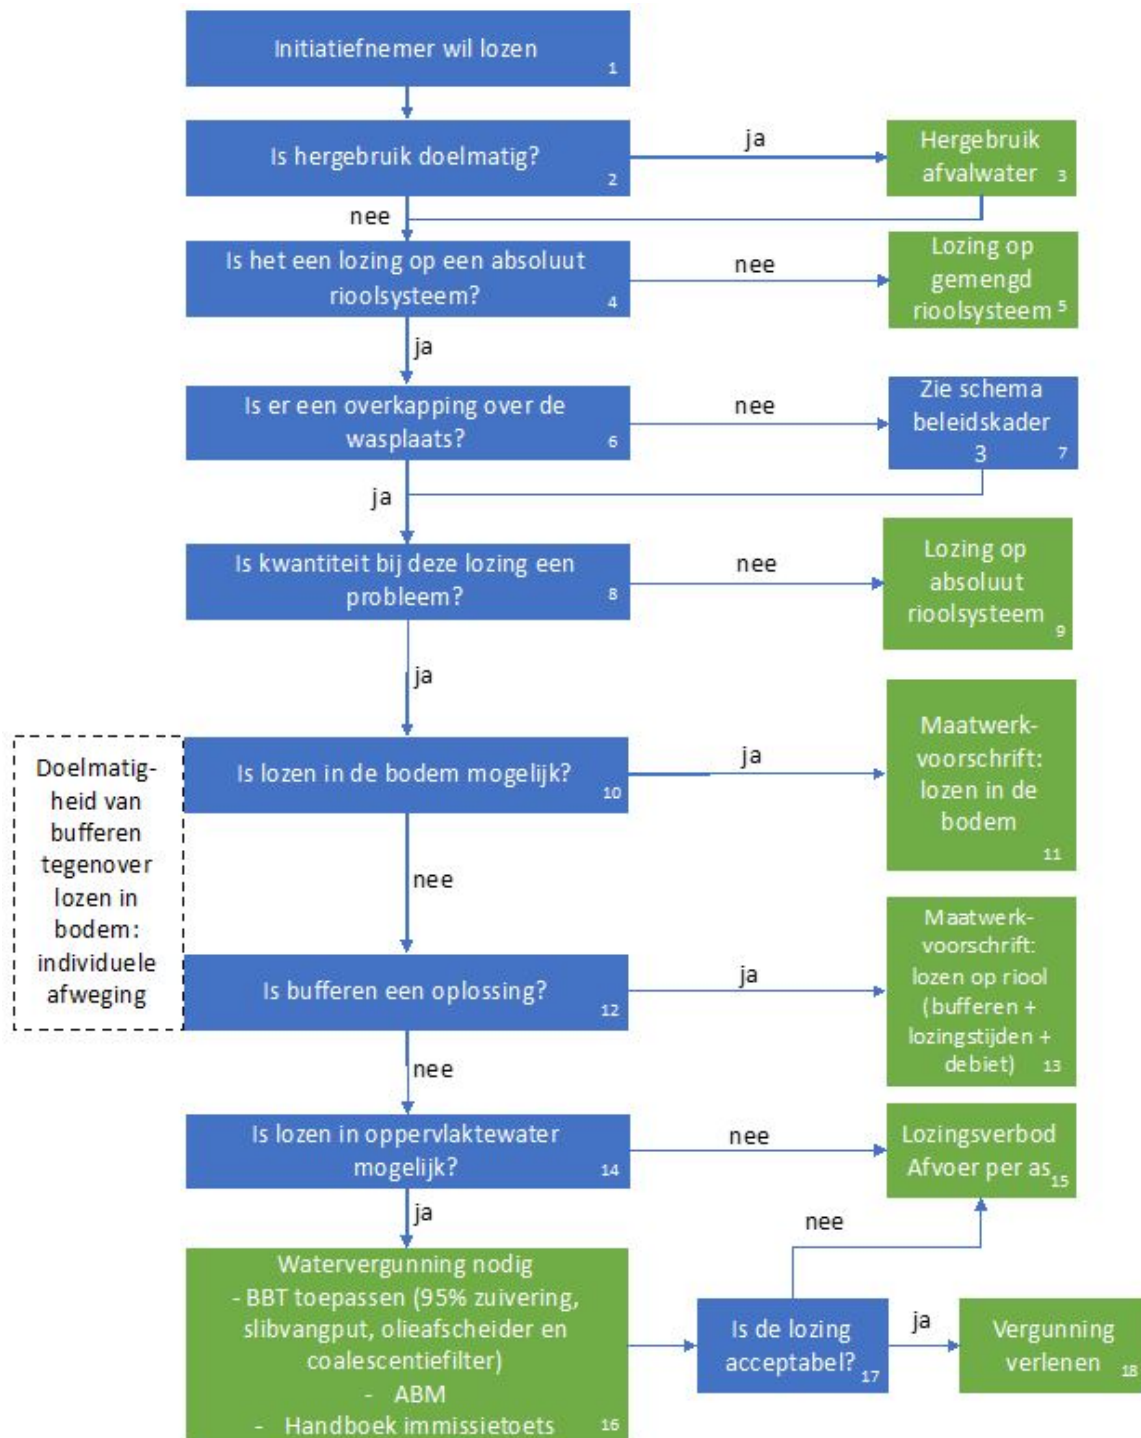 Initiatiefnemer wil lozen
1
Is hergebruik doelmatig?
2
ja
Hergebruik
afvalwater 3
nee
Is het een lozing op een absoluut
rioolsysteem?
4
nee
Lozing op
gemengd
rioolsysteem 5
ja
Is er een overkapping over de
wasplaats?
6
nee
Zie schema
beleidskader
3 7
ja
Is kwantiteit bij deze lozing een
probleem?
8
nee
Lozing op
absoluut
rioolsysteem
9
ja
Doelmatig-
heid van
bufferen
tegenover
lozen in
bodem:
individuele
afweging
Is lozen in de bodem mogelijk?
10
ja
Maatwerk-
voorschrift:
lozen in de
bodem
11
nee
Is bufferen een oplossing?
12
ja
Maatwerk-
voorschrift:
lozen op riool
(bufferen +
lozingstijden +
debiet) 13
nee
Is lozen in oppervlaktewater
mogelijk?
14
nee
Lozingsverbod
Afvoer per as 15
ja
Watervergunning nodig
- BBT toepassen (95% zuivering,
slibvangput, olieafscheider en
coalescentiefilter)
- ABM
- Handboek immissietoets
16
nee
Is de lozing
acceptabel?
17
ja
Vergunning
verlenen 18